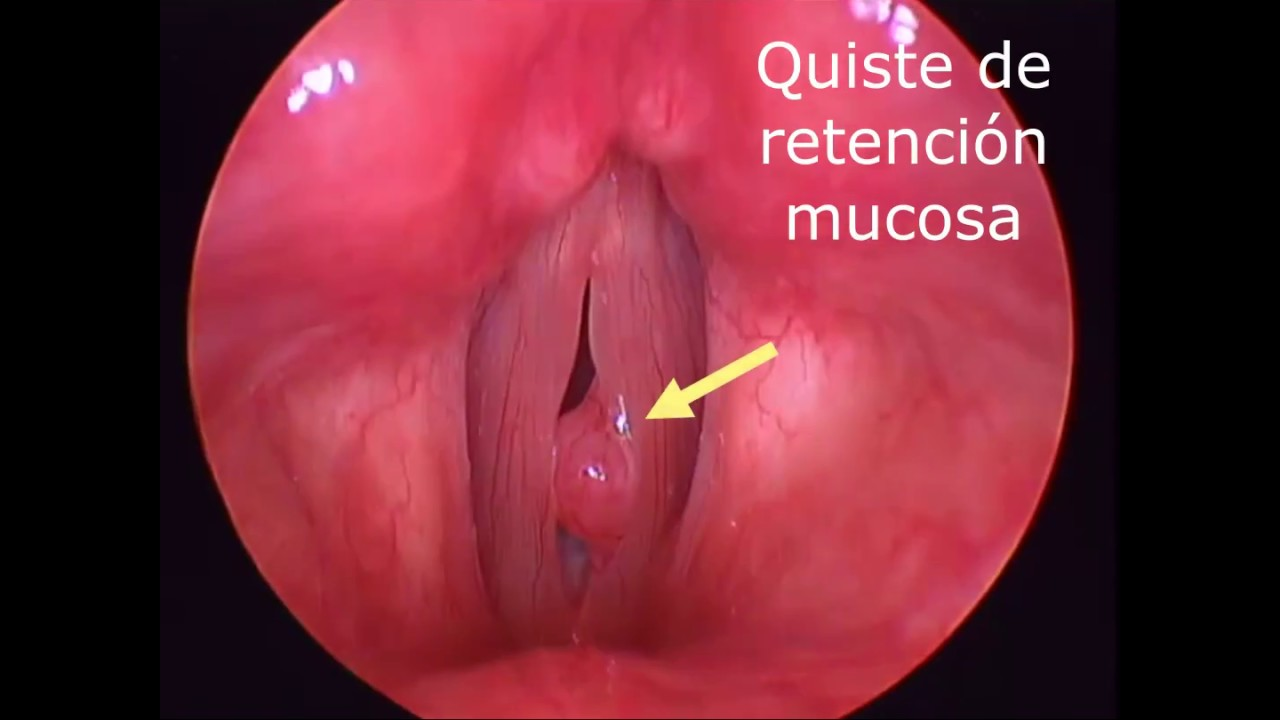 Quiste de
retención
mucosa